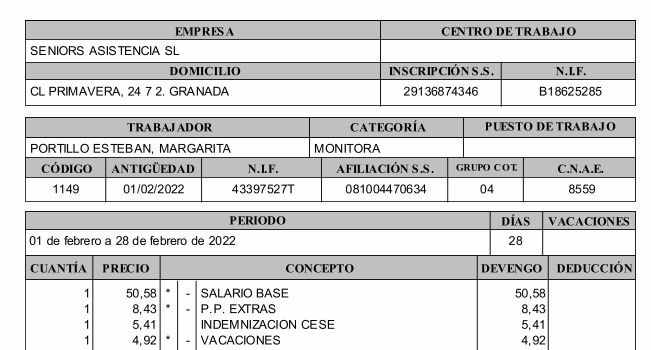 EMPRESA CENTRO DE TRABAJO
SENIORS ASISTENCIA SL
DOMICILIO INSCRIPCIÓN S.S. N.I.F.
CL PRIMAVERA, 24 7 2. GRANADA 29136874346 B18625285
TRABAJADOR CATEGORÍA PUESTO DE TRABAJO
PORTILLO ESTEBAN, MARGARITA MONITORA
CÓDIGO ANTIGÜEDAD N.I.F. AFILIACIÓN S.S. GRUPO COT. C.N.A.E.
1149 01/02/2022 43397527T 081004470634 04 8559
PERIODO DÍAS VACACIONES
01 de febrero a 28 de febrero de 2022 28
CUANTÍA PRECIO CONCEPTO DEVENGO DEDUCCIÓN
1 50,58 * - SALARIO BASE 50,58
1 8,43 * - P.P. EXTRAS 8,43
1 5,41 INDEMNIZACION CESE 5,41
1 4,92 * - VACACIONES 4,92